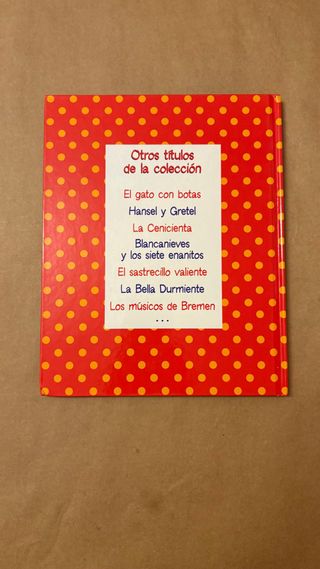 Otros títulos
de la colección
El gato con botas
Hansel y Gretel
La Cenicienta
Blancanieves
y los siete enanitos
El sastrecillo valiente
La Bella Durmiente
Los músicos de Bremen
...